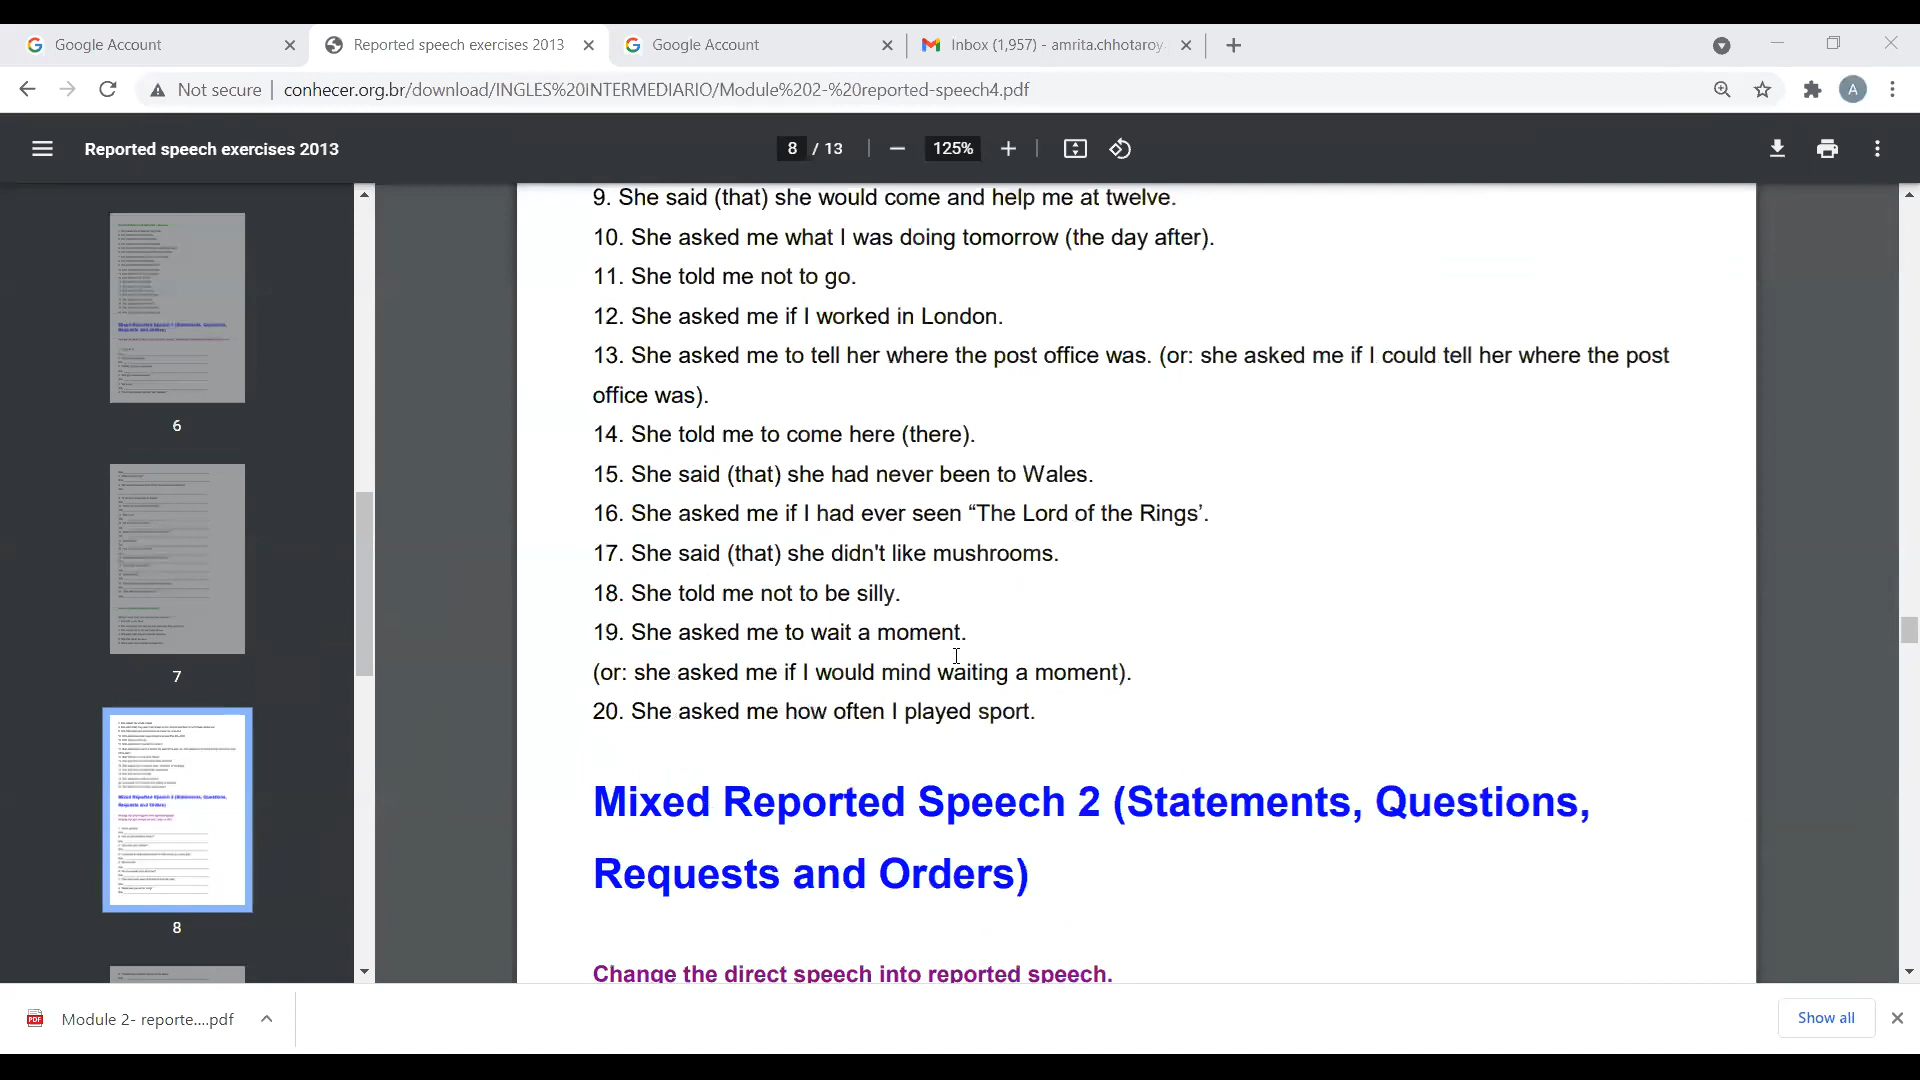 Google Account
Reported speech exercises 2013
Google Account
Inbox (1,957) - amrita.chhotaroy
Not secure
conhecer.org.br/download/INGLES%20INTERMEDIARIO/Module%202-%20reported-speech4.pdf
A
Reported speech exercises 2013
8 / 13
125%
6
7
8
9. She said (that) she would come and help me at twelve.
10. She asked me what I was doing tomorrow (the day after).
11. She told me not to go.
12. She asked me if I worked in London.
13. She asked me to tell her where the post office was. (or: she asked me if I could tell her where the post
office was).
14. She told me to come here (there).
15. She said (that) she had never been to Wales.
16. She asked me if I had ever seen “The Lord of the Rings’.
17. She said (that) she didn't like mushrooms.
18. She told me not to be silly.
19. She asked me to wait a moment.
(or: she asked me if I would mind waiting a moment).
20. She asked me how often I played sport.
Mixed Reported Speech 2 (Statements, Questions,
Requests and Orders)
Change the direct speech into reported speech.
PDF
Module 2- reporte....pdf
Show all